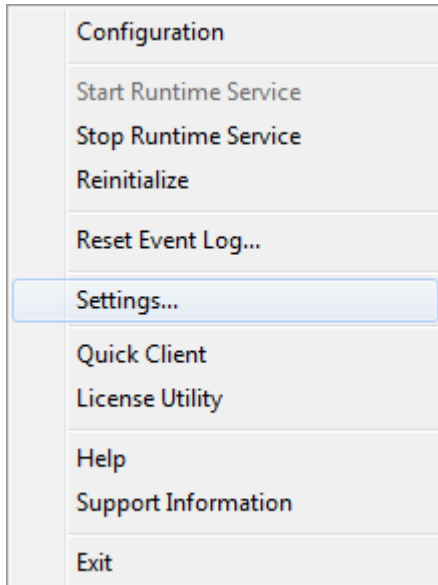 Configuration
Start Runtime Service
Stop Runtime Service
Reinitialize
Reset Event Log...
Settings...
Quick Client
License Utility
Help
Support Information
Exit